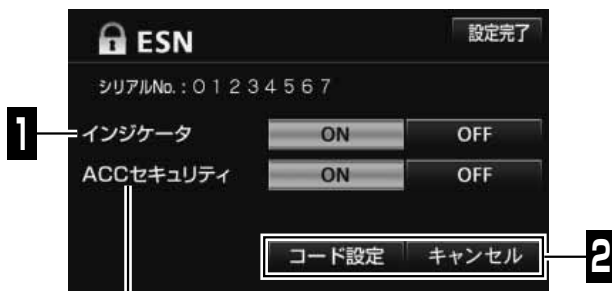 ESN
設定完了
シリアルNo.:01234567
1
インジケータ ON OFF
ACCセキュリティ ON OFF
コード設定 キャンセル
2